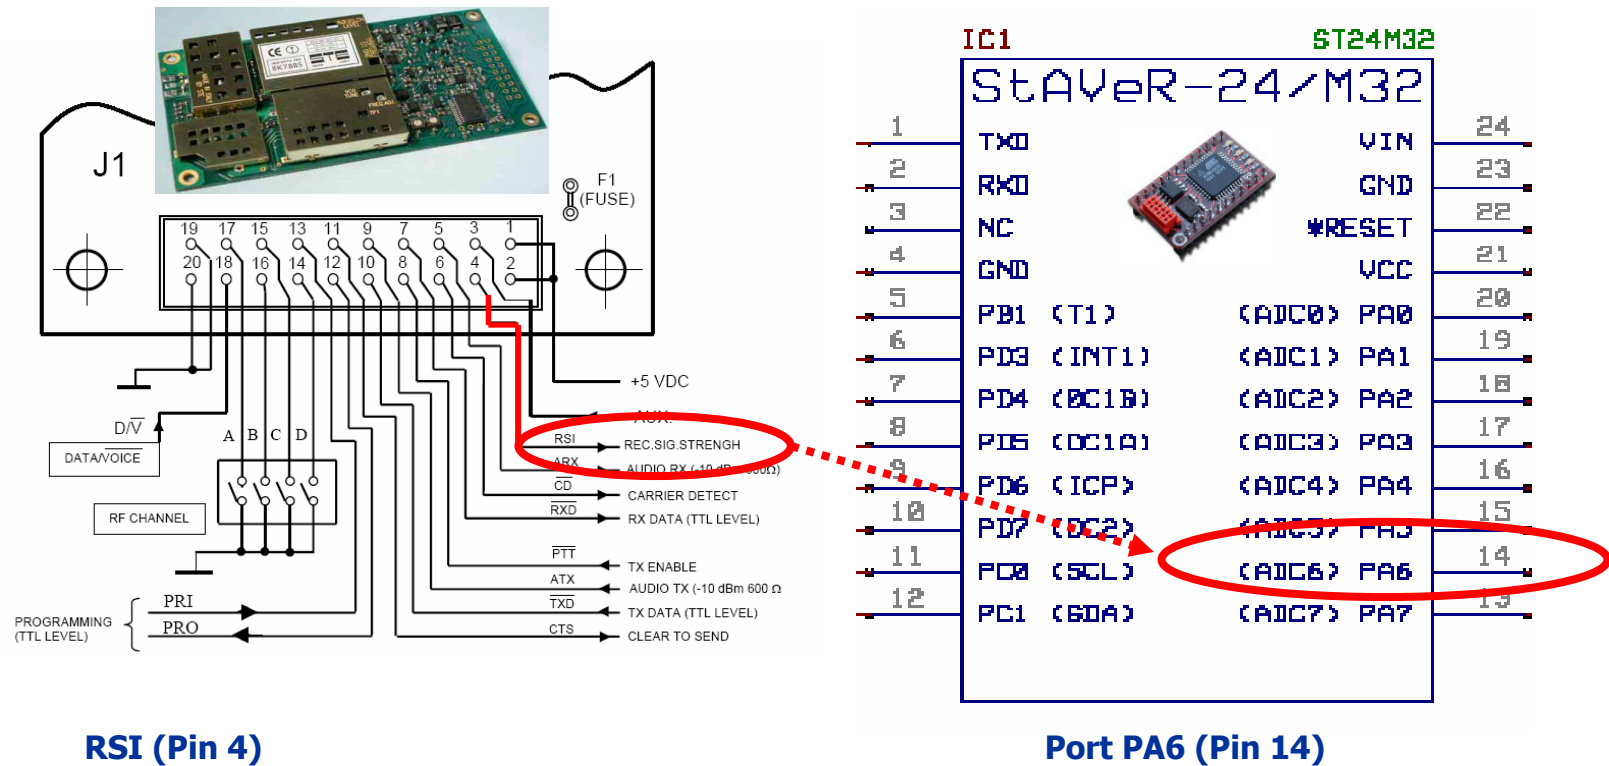 J1
F1
(FUSE)
19 17 15 13 11 9 7 5 3 1
20 18 16 14 12 10 8 6 4 2
+5 VDC
AUX.
D/V̅
DATA/V̅O̅I̅C̅E̅
A B C D
RF CHANNEL
RSI REC.SIG.STRENGH
ARX AUDIO RX (-10 dBm 600Ω)
C̅D̅ CARRIER DETECT
R̅X̅D̅ RX DATA (TTL LEVEL)
P̅T̅T̅ TX ENABLE
ATX AUDIO TX (-10 dBm 600 Ω
T̅X̅D̅ TX DATA (TTL LEVEL)
CTS CLEAR TO SEND
PROGRAMMING
(TTL LEVEL)
PRI
PRO
RSI (Pin 4)
IC1 ST24M32
StAVeR-24/M32
1 TXD VIN 24
2 RXD GND 23
3 NC *RESET 22
4 GND VCC 21
5 PB1 (T1) (ADC0) PA0 20
6 PD3 (INT1) (ADC1) PA1 19
7 PD4 (OC1B) (ADC2) PA2 18
8 PD5 (OC1A) (ADC3) PA3 17
9 PD6 (ICP) (ADC4) PA4 16
10 PD7 (OC2) (ADC5) PA5 15
11 PC0 (SCL) (ADC6) PA6 14
12 PC1 (SDA) (ADC7) PA7 13
Port PA6 (Pin 14)